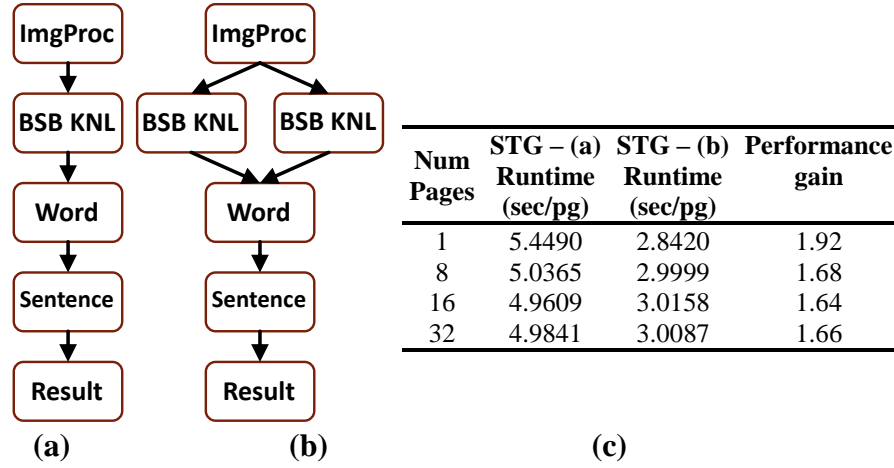 ImgProc
BSB KNL
Word
Sentence
Result
(a)
ImgProc
BSB KNL BSB KNL
Word
Sentence
Result
(b)
Num Pages STG – (a) Runtime (sec/pg) STG – (b) Runtime (sec/pg) Performance gain
1 5.4490 2.8420 1.92
8 5.0365 2.9999 1.68
16 4.9609 3.0158 1.64
32 4.9841 3.0087 1.66
(c)